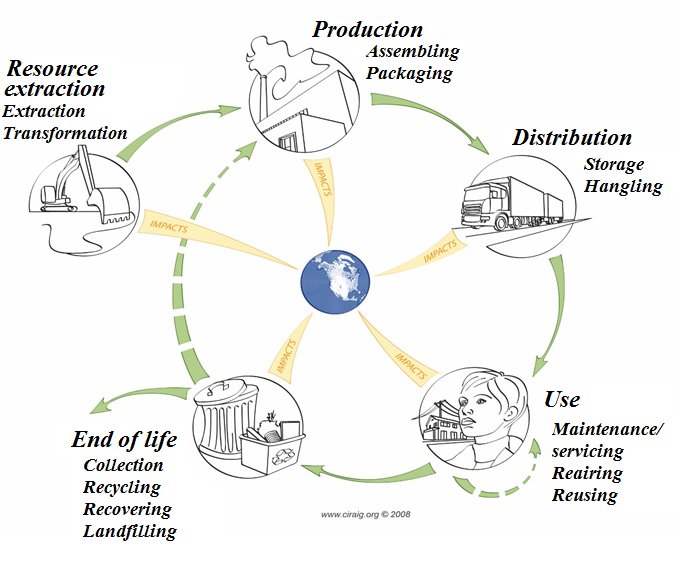 Production
Assembling
Packaging
Resource
extraction
Extraction
Transformation
Distribution
Storage
Hangling
IMPACTS
IMPACTS
IMPACTS
IMPACTS
IMPACTS
Use
Maintenance/
servicing
Reairing
Reusing
End of life
Collection
Recycling
Recovering
Landfilling
www.ciraig.org © 2008